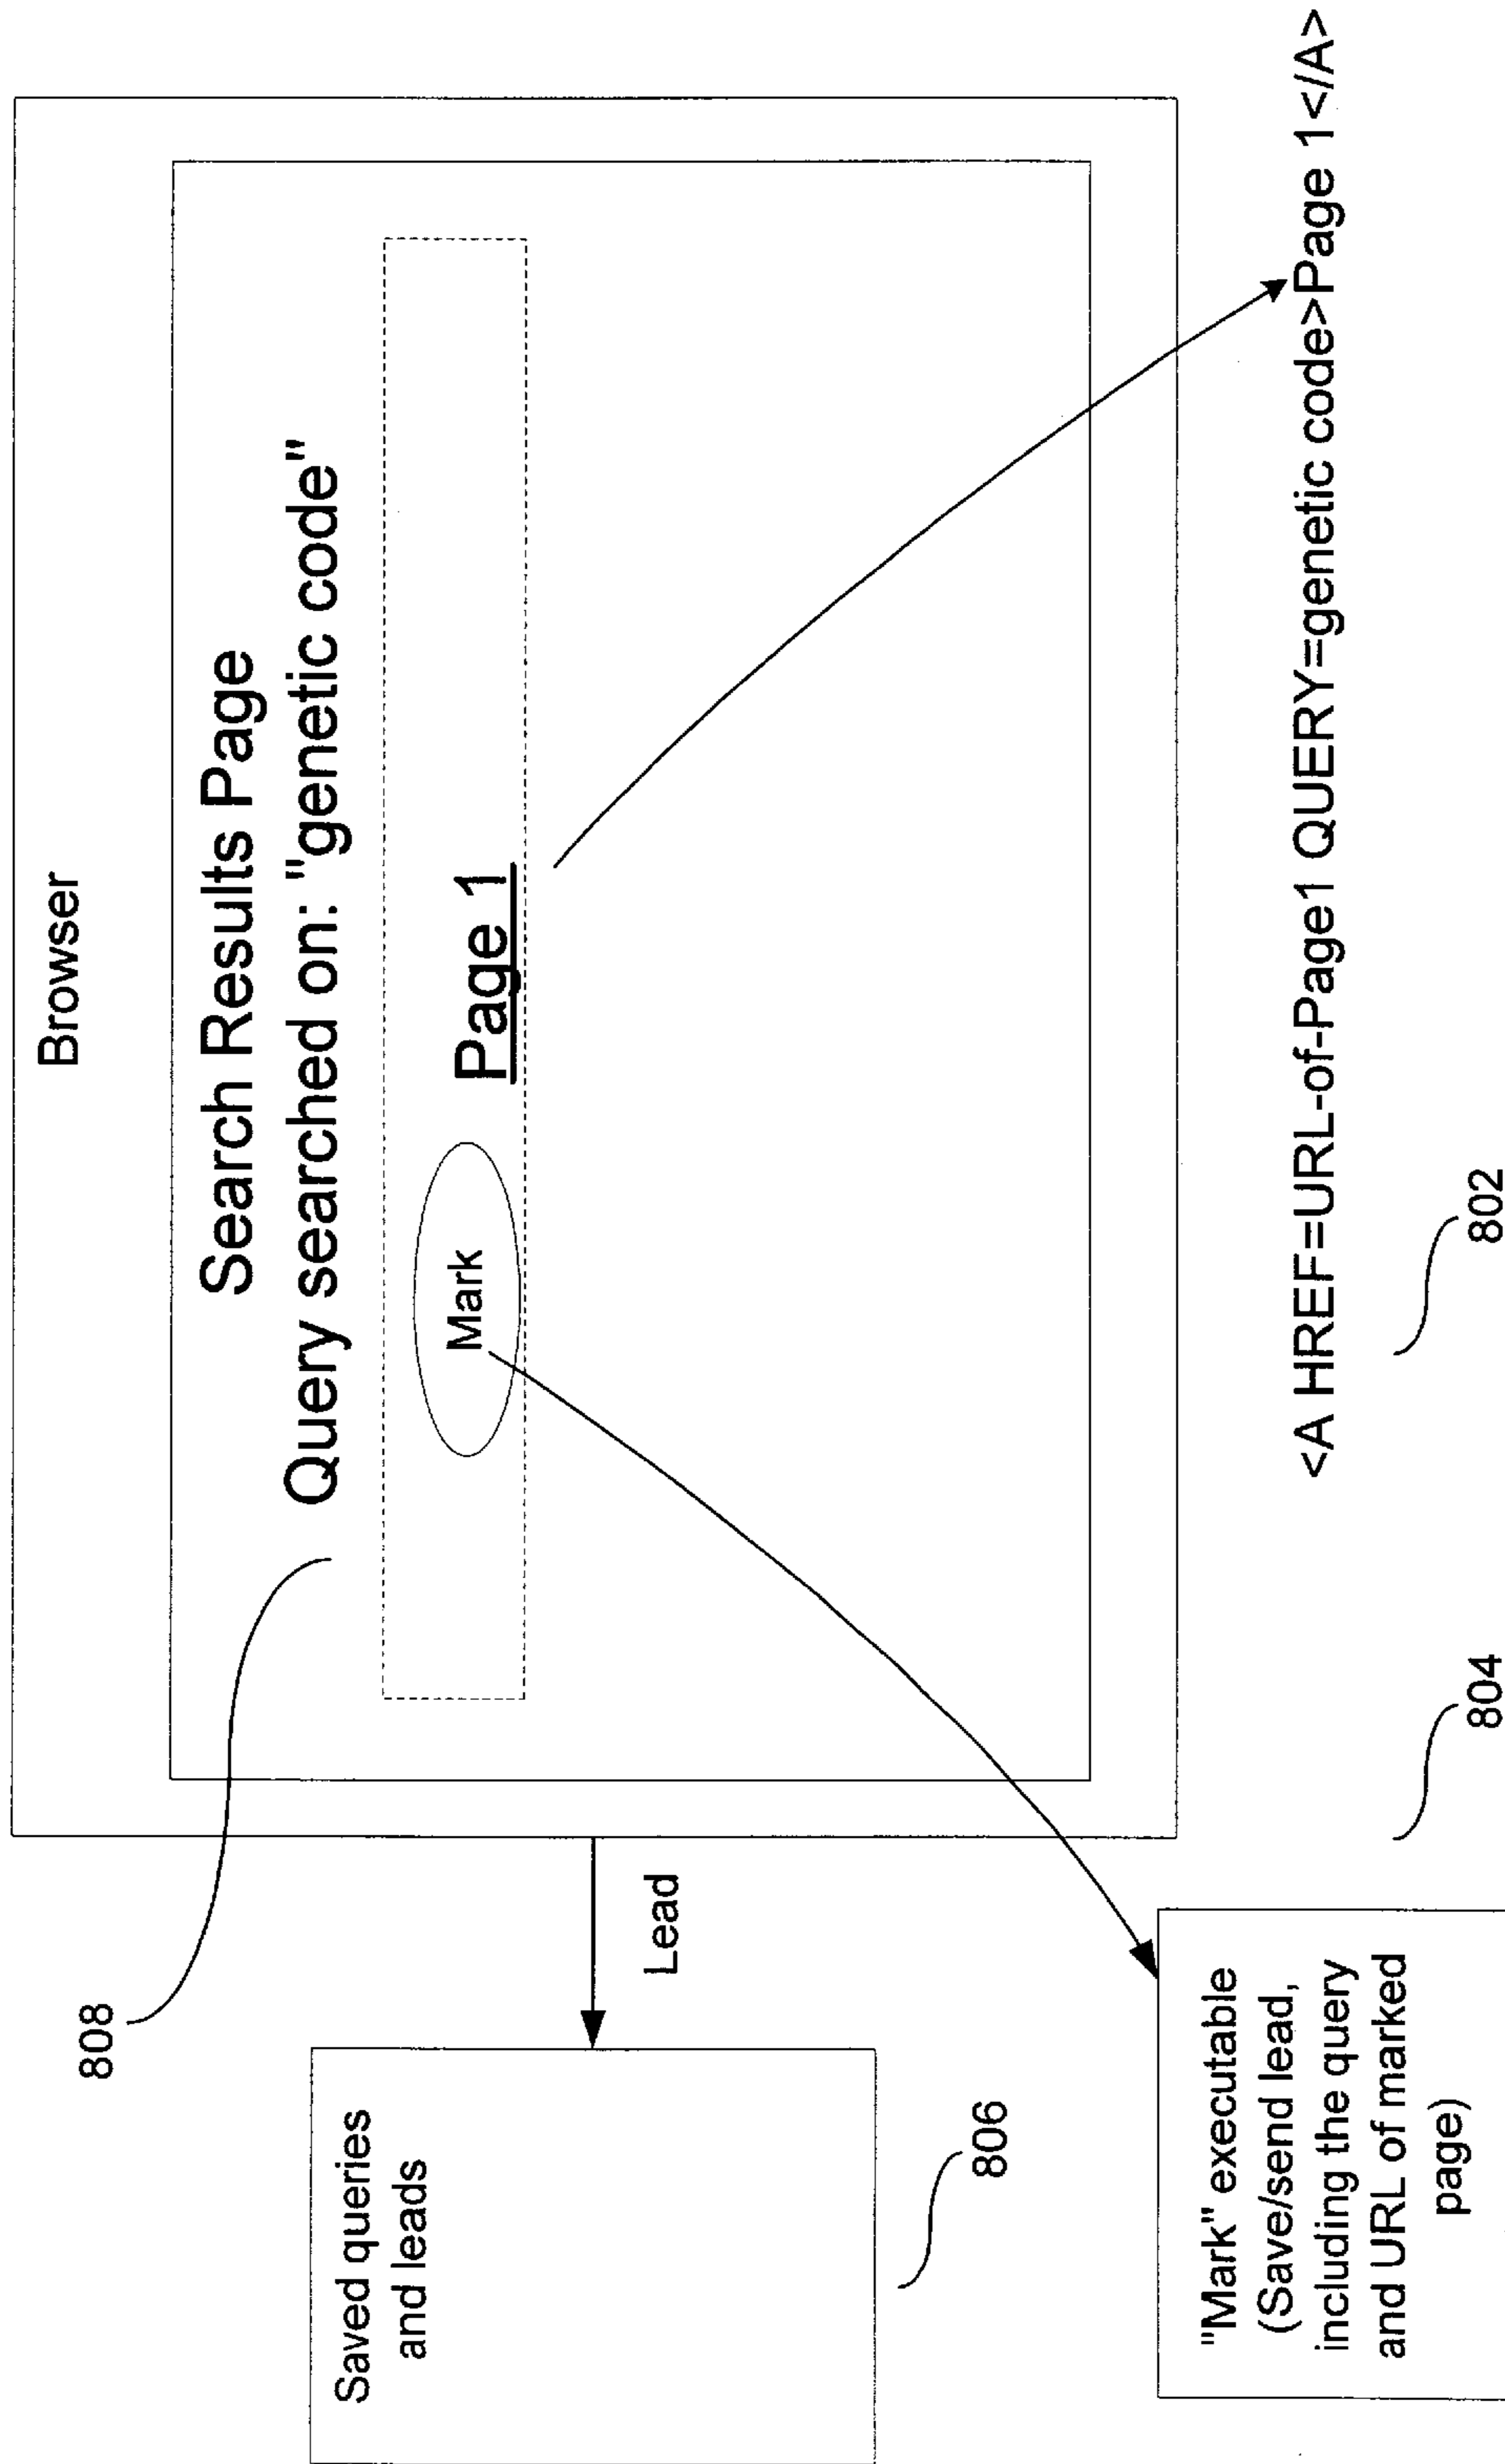 Browser
Search Results Page
Query searched on: "genetic code"
Mark
Page 1
808
Saved queries
and leads
Lead
806
"Mark" executable
(Save/send lead,
including the query
and URL of marked
page)
804
<A HREF=URL-of-Page1 QUERY=genetic code>Page 1</A>
802